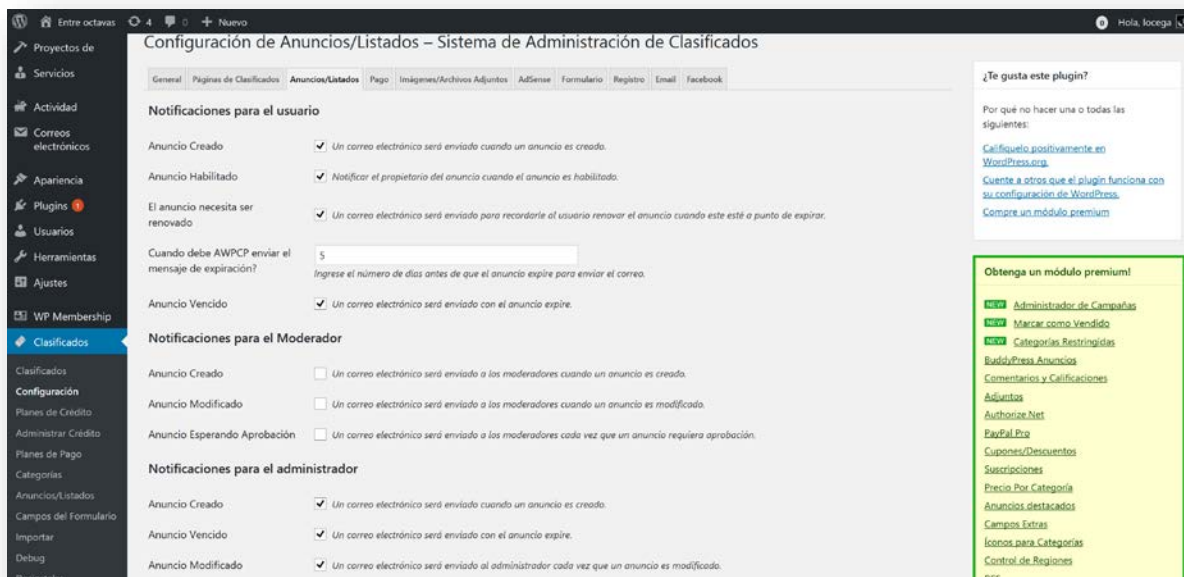 Entre octavas 4 0 + Nuevo
0 Hola, locega
Proyectos de
Servicios
Actividad
Correos
electrónicos
Apariencia
Plugins 1
Usuarios
Herramientas
Ajustes
WP Membership
Clasificados
Clasificados
Configuración
Planes de Crédito
Administrar Crédito
Planes de Pago
Categorías
Anuncios/Listados
Campos del Formulario
Importar
Debug
Configuración de Anuncios/Listados – Sistema de Administración de Clasificados
General Páginas de Clasificados Anuncios/Listados Pago Imágenes/Archivos Adjuntos AdSense Formulario Registro Email Facebook
Notificaciones para el usuario
Anuncio Creado Un correo electrónico será enviado cuando un anuncio es creado.
Anuncio Habilitado Notificar el propietario del anuncio cuando el anuncio es habilitado.
El anuncio necesita ser
renovado Un correo electrónico será enviado para recordarle al usuario renovar el anuncio cuando este esté a punto de expirar.
Cuando debe AWPCP enviar el
mensaje de expiración? 5
Ingrese el número de días antes de que el anuncio expire para enviar el correo.
Anuncio Vencido Un correo electrónico será enviado con el anuncio expire.
Notificaciones para el Moderador
Anuncio Creado Un correo electrónico será enviado a los moderadores cuando un anuncio es creado.
Anuncio Modificado Un correo electrónico será enviado a los moderadores cuando un anuncio es modificado.
Anuncio Esperando Aprobación Un correo electrónico será enviado a los moderadores cada vez que un anuncio requiera aprobación.
Notificaciones para el administrador
Anuncio Creado Un correo electrónico será enviado cuando un anuncio es creado.
Anuncio Vencido Un correo electrónico será enviado con el anuncio expire.
Anuncio Modificado Un correo electrónico será enviado al administrador cada vez que un anuncio es modificado.
¿Te gusta este plugin?
Por qué no hacer una o todas las
siguientes:
Califíquelo positivamente en
WordPress.org.
Cuente a otros que el plugin funciona con
su configuración de WordPress.
Compre un módulo premium
Obtenga un módulo premium!
NEW Administrador de Campañas
NEW Marcar como Vendido
NEW Categorías Restringidas
BuddyPress Anuncios
Comentarios y Calificaciones
Adjuntos
Authorize.Net
PayPal Pro
Cupones/Descuentos
Suscripciones
Precio Por Categoría
Anuncios destacados
Campos Extras
Íconos para Categorías
Control de Regiones